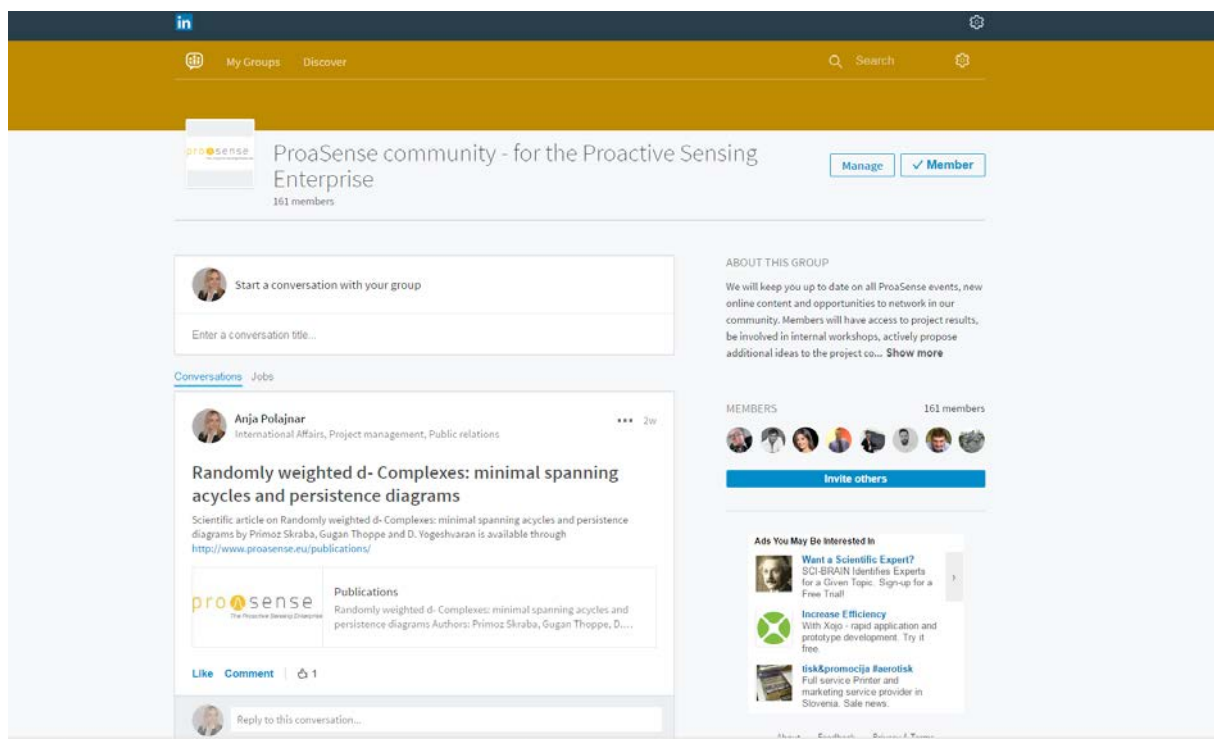 in
My Groups Discover Search
proasense
ProaSense community - for the Proactive Sensing
Enterprise
161 members
Manage ✓ Member
Start a conversation with your group
Enter a conversation title...
Conversations Jobs
Anja Polajnar
International Affairs, Project management, Public relations
••• 2w
Randomly weighted d- Complexes: minimal spanning
acycles and persistence diagrams
Scientific article on Randomly weighted d- Complexes: minimal spanning acycles and persistence
diagrams by Primoz Skraba, Gugan Thoppe and D. Yogeshvaran is available through
http://www.proasense.eu/publications/
proasense
The Proactive Sensing Enterprise
Publications
Randomly weighted d- Complexes: minimal spanning acycles and
persistence diagrams Authors: Primoz Skraba, Gugan Thoppe, D....
Like Comment 1
Reply to this conversation...
ABOUT THIS GROUP
We will keep you up to date on all ProaSense events, new
online content and opportunities to network in our
community. Members will have access to project results,
be involved in internal workshops, actively propose
additional ideas to the project co... Show more
MEMBERS 161 members
Invite others
Ads You May Be Interested In
Want a Scientific Expert?
SCI-BRAIN Identifies Experts
for a Given Topic. Sign-up for a
Free Trial!
Increase Efficiency
With Xojo - rapid application and
prototype development. Try it
free.
tisk&promocija #aerotisk
Full service Printer and
marketing service provider in
Slovenia. Sale news.
About Feedback Privacy & Terms